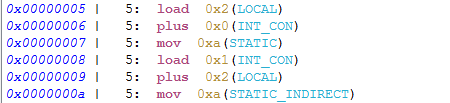 0x00000005 | 5: load 0x2(LOCAL)
0x00000006 | 5: plus 0x0(INT_CON)
0x00000007 | 5: mov 0xa(STATIC)
0x00000008 | 5: load 0x1(INT_CON)
0x00000009 | 5: plus 0x2(LOCAL)
0x0000000a | 5: mov 0xa(STATIC_INDIRECT)